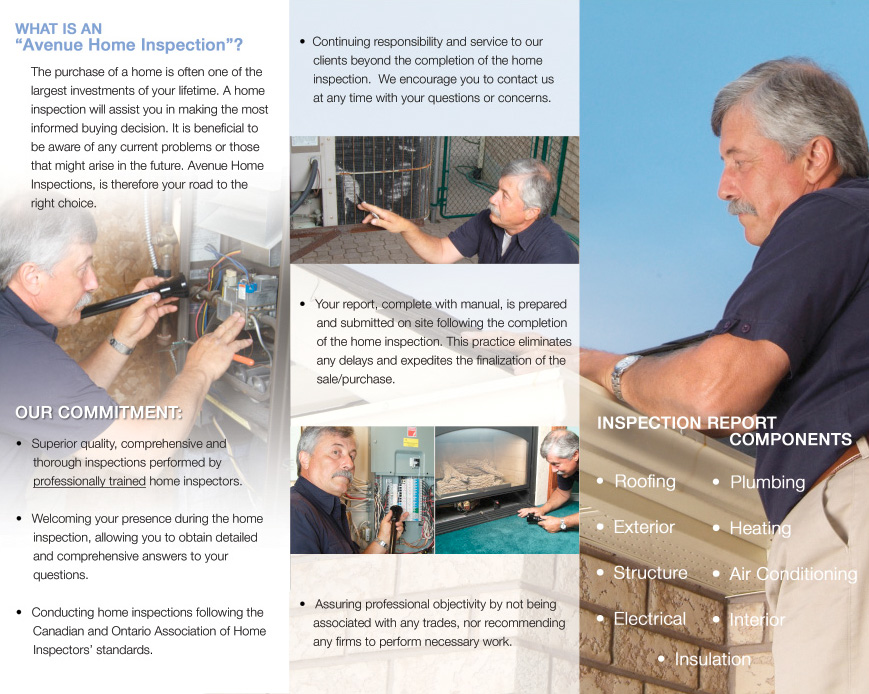 WHAT IS AN
“Avenue Home Inspection”?
The purchase of a home is often one of the
largest investments of your lifetime. A home
inspection will assist you in making the most
informed buying decision. It is beneficial to
be aware of any current problems or those
that might arise in the future. Avenue Home
Inspections, is therefore your road to the
right choice.
OUR COMMITMENT:
• Superior quality, comprehensive and
thorough inspections performed by
professionally trained home inspectors.
• Welcoming your presence during the home
inspection, allowing you to obtain detailed
and comprehensive answers to your
questions.
• Conducting home inspections following the
Canadian and Ontario Association of Home
Inspectors’ standards.
• Continuing responsibility and service to our
clients beyond the completion of the home
inspection. We encourage you to contact us
at any time with your questions or concerns.
• Your report, complete with manual, is prepared
and submitted on site following the completion
of the home inspection. This practice eliminates
any delays and expedites the finalization of the
sale/purchase.
• Assuring professional objectivity by not being
associated with any trades, nor recommending
any firms to perform necessary work.
INSPECTION REPORT
COMPONENTS
• Roofing
• Exterior
• Structure
• Electrical
• Plumbing
• Heating
• Air Conditioning
• Interior
• Insulation